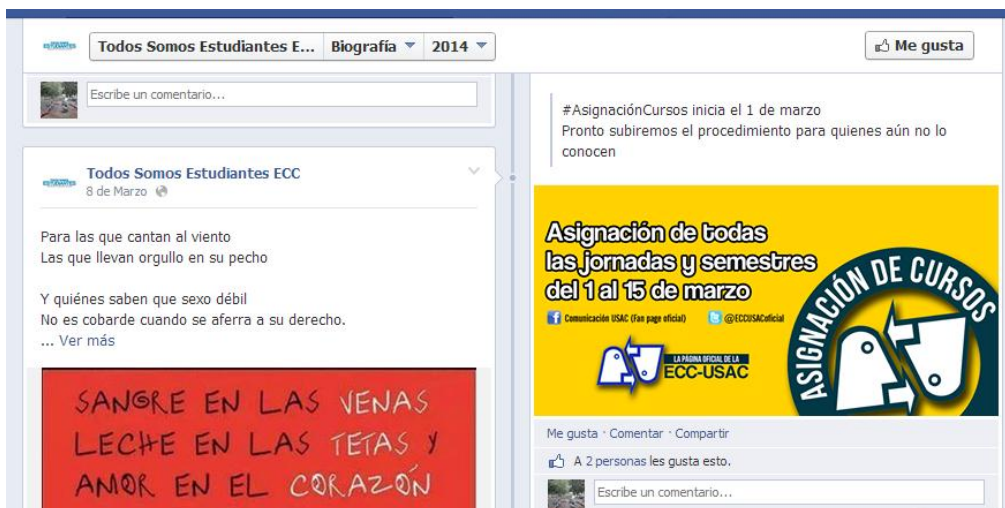 Todos Somos Estudiantes E... Biografía 2014 Me gusta
Escribe un comentario...
Todos Somos Estudiantes ECC
8 de Marzo
Para las que cantan al viento
Las que llevan orgullo en su pecho
Y quiénes saben que sexo débil
No es cobarde cuando se aferra a su derecho.
... Ver más
SANGRE EN LAS VENAS
LECHE EN LAS TETAS Y
AMOR EN EL CORAZÓN
#AsignaciónCursos inicia el 1 de marzo
Pronto subiremos el procedimiento para quienes aún no lo
conocen
Asignación de todas
las jornadas y semestres
del 1 al 15 de marzo
Comunicación USAC (Fan page oficial) @ECCUSACoficial
LA PÁGINA OFICIAL DE LA
ECC-USAC
ASIGNACIÓN DE CURSOS
Me gusta · Comentar · Compartir
A 2 personas les gusta esto.
Escribe un comentario...